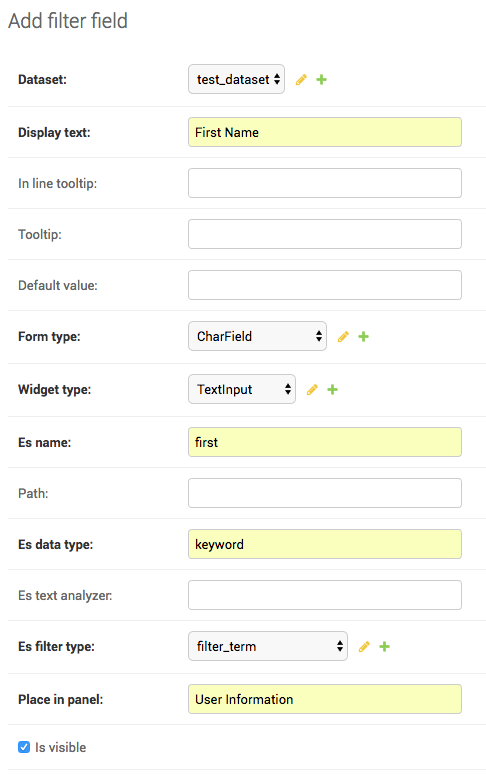 Add filter field
Dataset: test_dataset
Display text: First Name
In line tooltip:
Tooltip:
Default value:
Form type: CharField
Widget type: TextInput
Es name: first
Path:
Es data type: keyword
Es text analyzer:
Es filter type: filter_term
Place in panel: User Information
Is visible